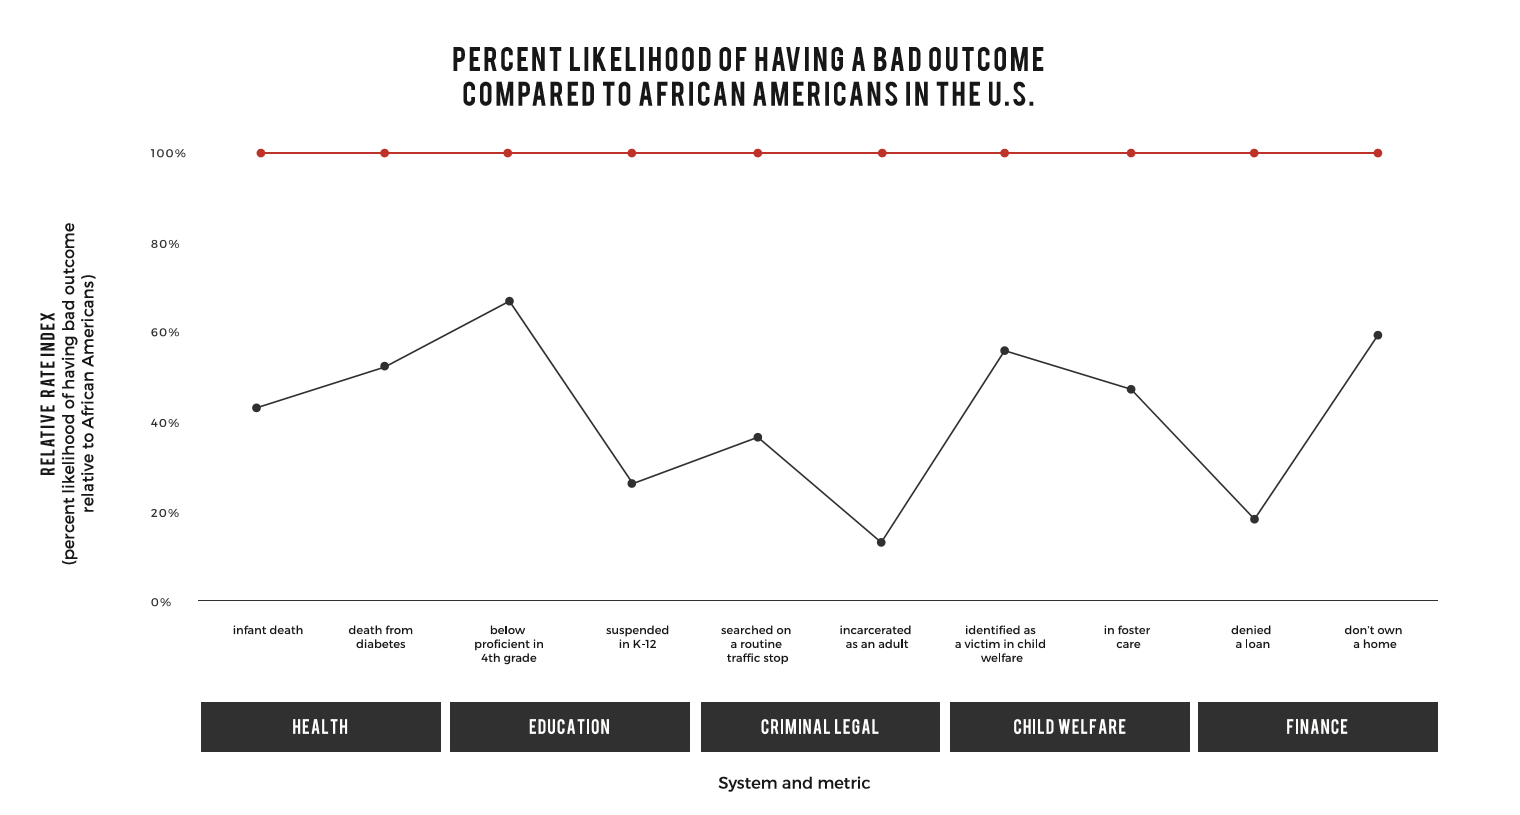 PERCENT LIKELIHOOD OF HAVING A BAD OUTCOME
COMPARED TO AFRICAN AMERICANS IN THE U.S.
RELATIVE RATE INDEX
(percent likelihood of having bad outcome
relative to African Americans)
100%
80%
60%
40%
20%
0%
infant death
death from
diabetes
below
proficient in
4th grade
suspended
in K-12
searched on
a routine
traffic stop
incarcerated
as an adult
identified as
a victim in child
welfare
in foster
care
denied
a loan
don't own
a home
HEALTH
EDUCATION
CRIMINAL LEGAL
CHILD WELFARE
FINANCE
System and metric